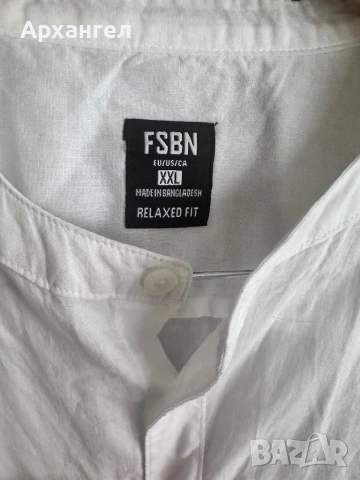 Архангел
FSBN
EU/US/CA
XXL
MADE IN BANGLADESH
RELAXED FIT
BAZAR